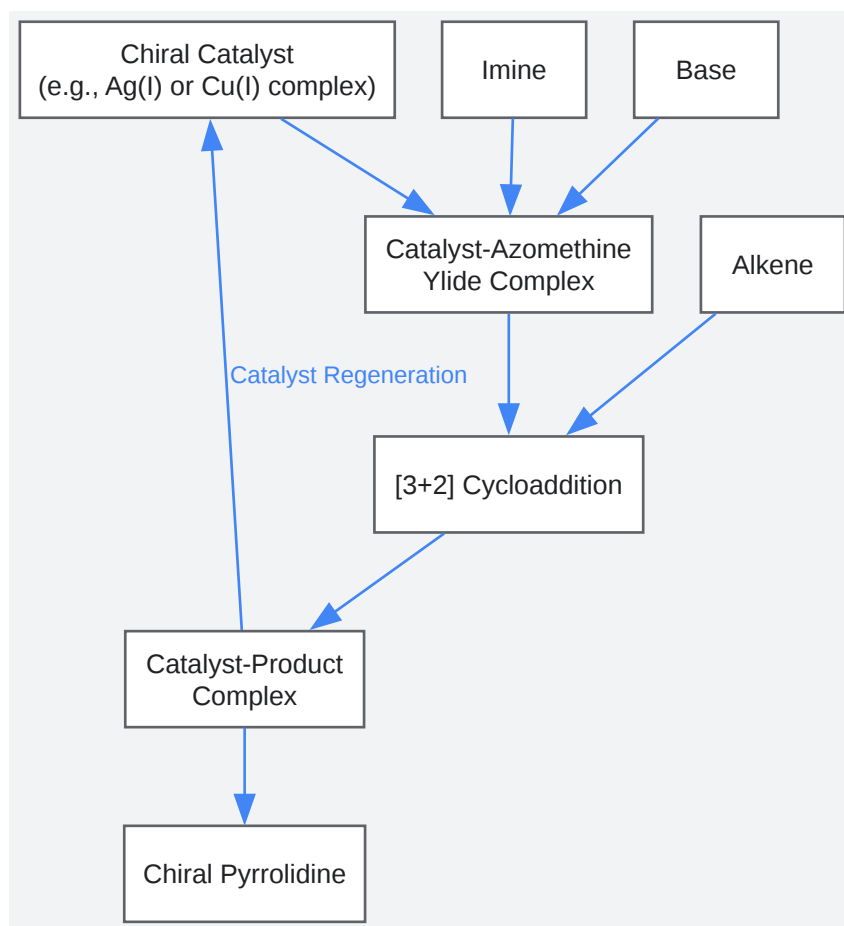 Chiral Catalyst
(e.g., Ag(I) or Cu(I) complex)
Imine
Base
Catalyst-Azomethine
Ylide Complex
Alkene
Catalyst Regeneration
[3+2] Cycloaddition
Catalyst-Product
Complex
Chiral Pyrrolidine